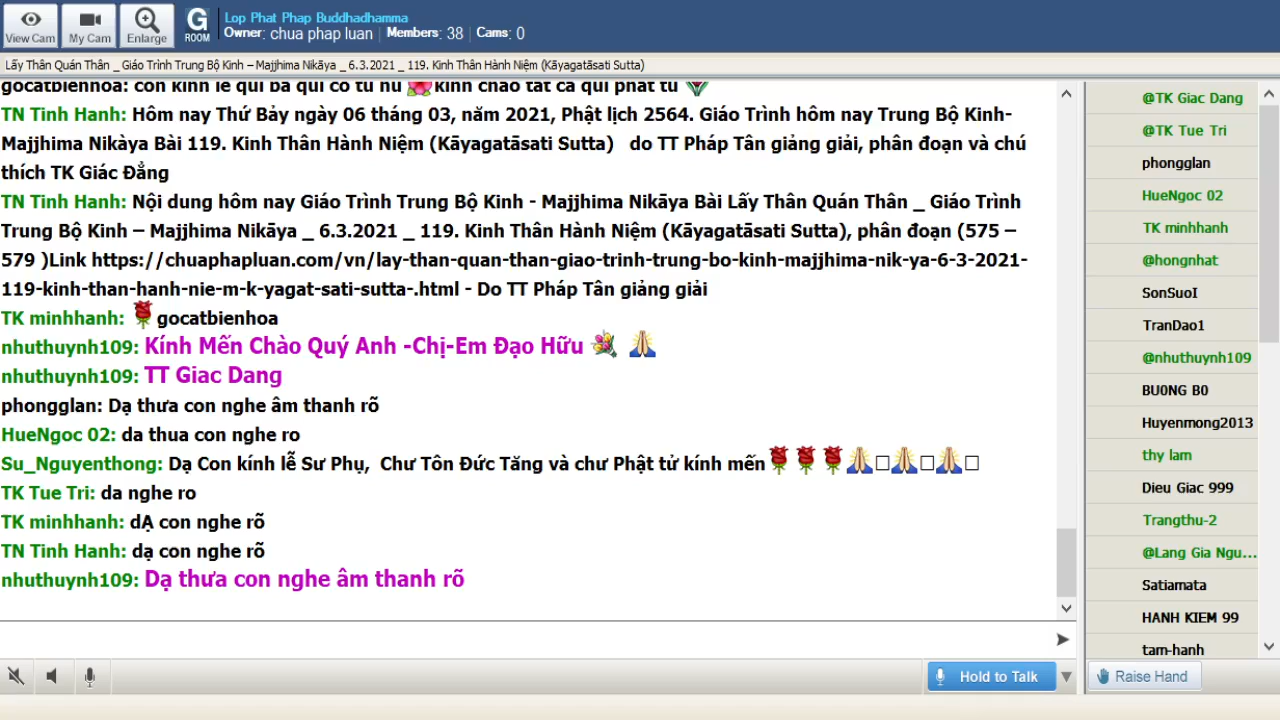 View Cam
My Cam
Enlarge
G
ROOM
Lop Phat Phap Buddhadhamma
Owner: chua phap luan | Members: 38 | Cams: 0
Lấy Thân Quán Thân _ Giáo Trình Trung Bộ Kinh – Majjhima Nikāya _ 6.3.2021 _ 119. Kinh Thân Hành Niệm (Kāyagatāsati Sutta)
TN Tinh Hanh: Hôm nay Thứ Bảy ngày 06 tháng 03, năm 2021, Phật lịch 2564. Giáo Trình hôm nay Trung Bộ Kinh-
Majjhima Nikàya Bài 119. Kinh Thân Hành Niệm (Kāyagatāsati Sutta)   do TT Pháp Tân giảng giải, phân đoạn và chú
thích TK Giác Đẳng
TN Tinh Hanh: Nội dung hôm nay Giáo Trình Trung Bộ Kinh - Majjhima Nikāya Bài Lấy Thân Quán Thân _ Giáo Trình
Trung Bộ Kinh – Majjhima Nikāya _ 6.3.2021 _ 119. Kinh Thân Hành Niệm (Kāyagatāsati Sutta), phân đoạn (575 –
579 )Link https://chuaphapluan.com/vn/lay-than-quan-than-giao-trinh-trung-bo-kinh-majjhima-nik-ya-6-3-2021-
119-kinh-than-hanh-nie-m-k-yagat-sati-sutta-.html - Do TT Pháp Tân giảng giải
TK minhhanh: 🌹gocatbienhoa
nhuthuynh109: Kính Mến Chào Quý Anh -Chị-Em Đạo Hữu 💐 🙏
nhuthuynh109: TT Giac Dang
phongglan: Dạ thưa con nghe âm thanh rõ
HueNgoc 02: da thua con nghe ro
Su_Nguyenthong: Dạ Con kính lễ Sư Phụ,  Chư Tôn Đức Tăng và chư Phật tử kính mến🌹🌹🌹🙏□🙏□🙏□
TK Tue Tri: da nghe ro
TK minhhanh: dẠ con nghe rõ
TN Tinh Hanh: dạ con nghe rõ
nhuthuynh109: Dạ thưa con nghe âm thanh rõ
Hold to Talk
@TK Giac Dang
@TK Tue Tri
phongglan
HueNgoc 02
TK minhhanh
@hongnhat
SonSuoI
TranDao1
@nhuthuynh109
BU0NG B0
Huyenmong2013
thy lam
Dieu Giac 999
Trangthu-2
@Lang Gia Ngu...
Satiamata
HANH KIEM 99
tam-hanh
Raise Hand